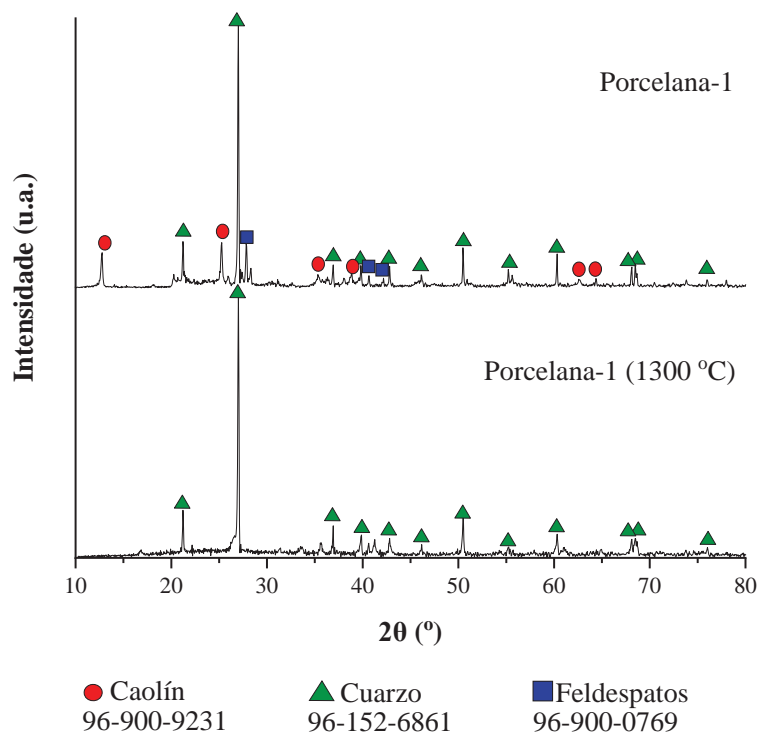 Intensidade (u.a.)
Porcelana-1
Porcelana-1 (1300 ºC)
10 20 30 40 50 60 70 80
2θ (º)
Caolín
96-900-9231
Cuarzo
96-152-6861
Feldespatos
96-900-0769